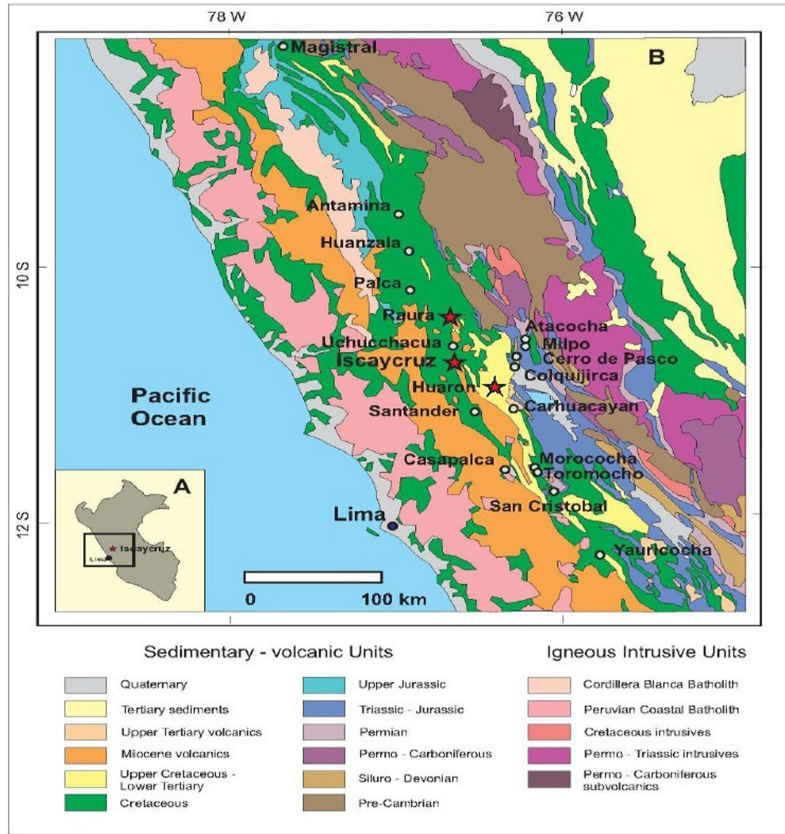 78 W
76 W
Magistral
B
Antamina
Huanzala
10 S
Palca
Raura
Atacocha
Uchucchacua
Milpo
Iscaycruz
Cerro de Pasco
Colquijirca
Pacific
Ocean
Huaron
Santander
Carhuacayan
Casapalca
Morococha
Toromocho
A
San Cristobal
Lima
12 S
Iscaycruz
Lima
Yauricocha
0
100 km
Sedimentary - volcanic Units
Igneous Intrusive Units
Quaternary
Tertiary sediments
Upper Tertiary volcanics
Miocene volcanics
Upper Cretaceous -
Lower Tertiary
Cretaceous
Upper Jurassic
Triassic - Jurassic
Permian
Permo - Carboniferous
Siluro - Devonian
Pre-Cambrian
Cordillera Blanca Batholith
Peruvian Coastal Batholith
Cretaceous intrusives
Permo - Triassic intrusives
Permo - Carboniferous
subvolcanics